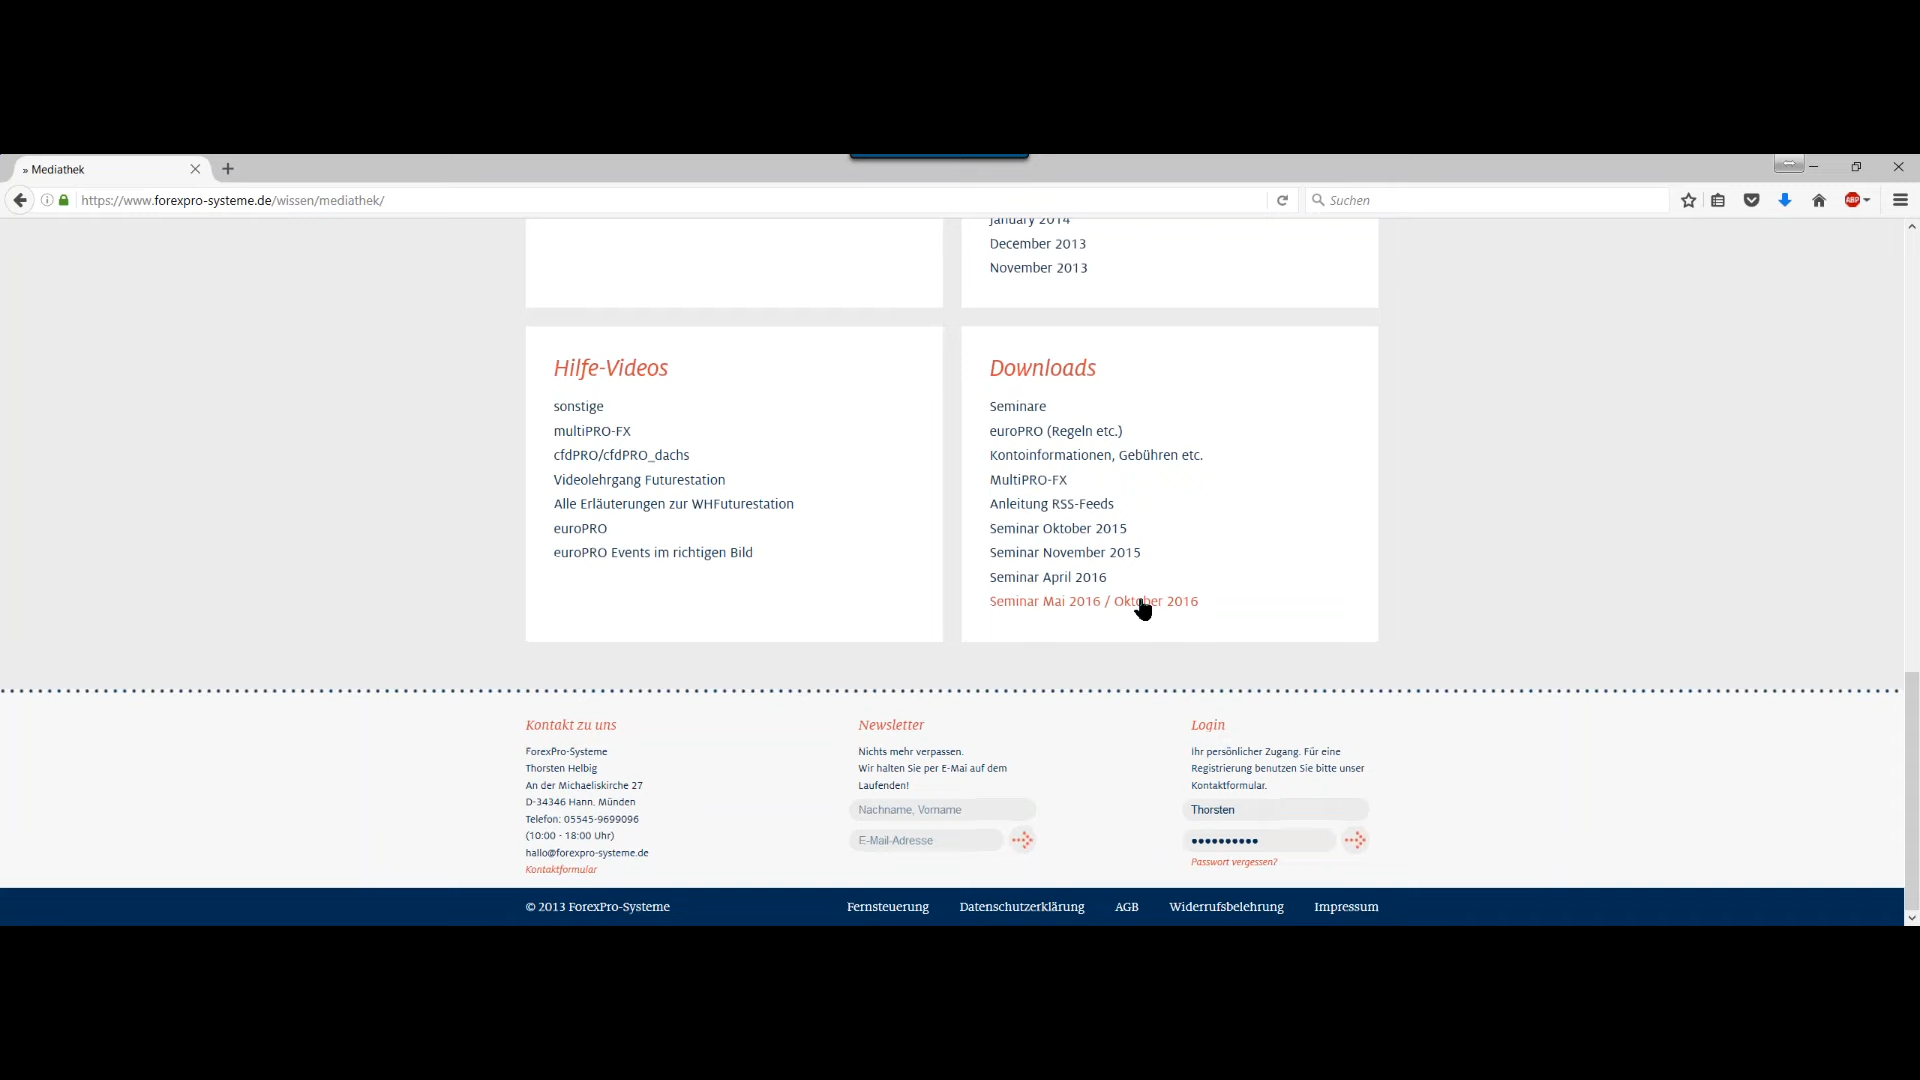 » Mediathek
https://www.forexpro-systeme.de/wissen/mediathek/
Suchen
ABP
January 2014
December 2013
November 2013
Hilfe-Videos
sonstige
multiPRO-FX
cfdPRO/cfdPRO_dachs
Videolehrgang Futurestation
Alle Erläuterungen zur WHFuturestation
euroPRO
euroPRO Events im richtigen Bild
Downloads
Seminare
euroPRO (Regeln etc.)
Kontoinformationen, Gebühren etc.
MultiPRO-FX
Anleitung RSS-Feeds
Seminar Oktober 2015
Seminar November 2015
Seminar April 2016
Seminar Mai 2016 / Oktober 2016
Kontakt zu uns
ForexPro-Systeme
Thorsten Helbig
An der Michaeliskirche 27
D-34346 Hann. Münden
Telefon: 05545-9699096
(10:00 - 18:00 Uhr)
hallo@forexpro-systeme.de
Kontaktformular
Newsletter
Nichts mehr verpassen.
Wir halten Sie per E-Mai auf dem
Laufenden!
Nachname, Vorname
E-Mail-Adresse
Login
Ihr persönlicher Zugang. Für eine
Registrierung benutzen Sie bitte unser
Kontaktformular.
Thorsten
••••••••••
Passwort vergessen?
© 2013 ForexPro-Systeme
Fernsteuerung
Datenschutzerklärung
AGB
Widerrufsbelehrung
Impressum